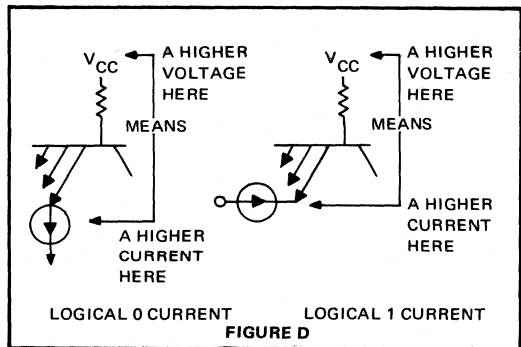 VCC
A HIGHER
VOLTAGE
HERE
MEANS
A HIGHER
CURRENT
HERE
LOGICAL 0 CURRENT
VCC
A HIGHER
VOLTAGE
HERE
MEANS
A HIGHER
CURRENT
HERE
LOGICAL 1 CURRENT
FIGURE D